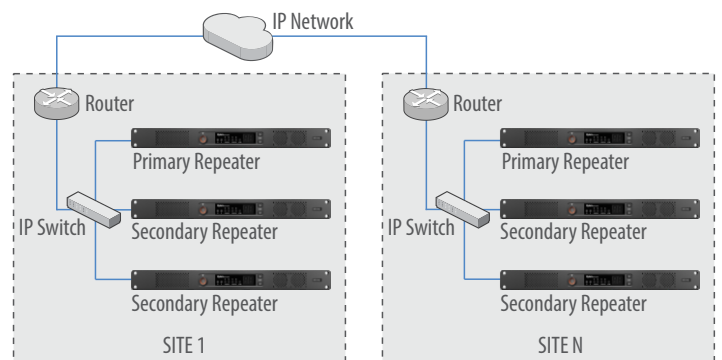 IP Network
Router
Primary Repeater
IP Switch
Secondary Repeater
Secondary Repeater
SITE 1
Router
Primary Repeater
IP Switch
Secondary Repeater
Secondary Repeater
SITE N